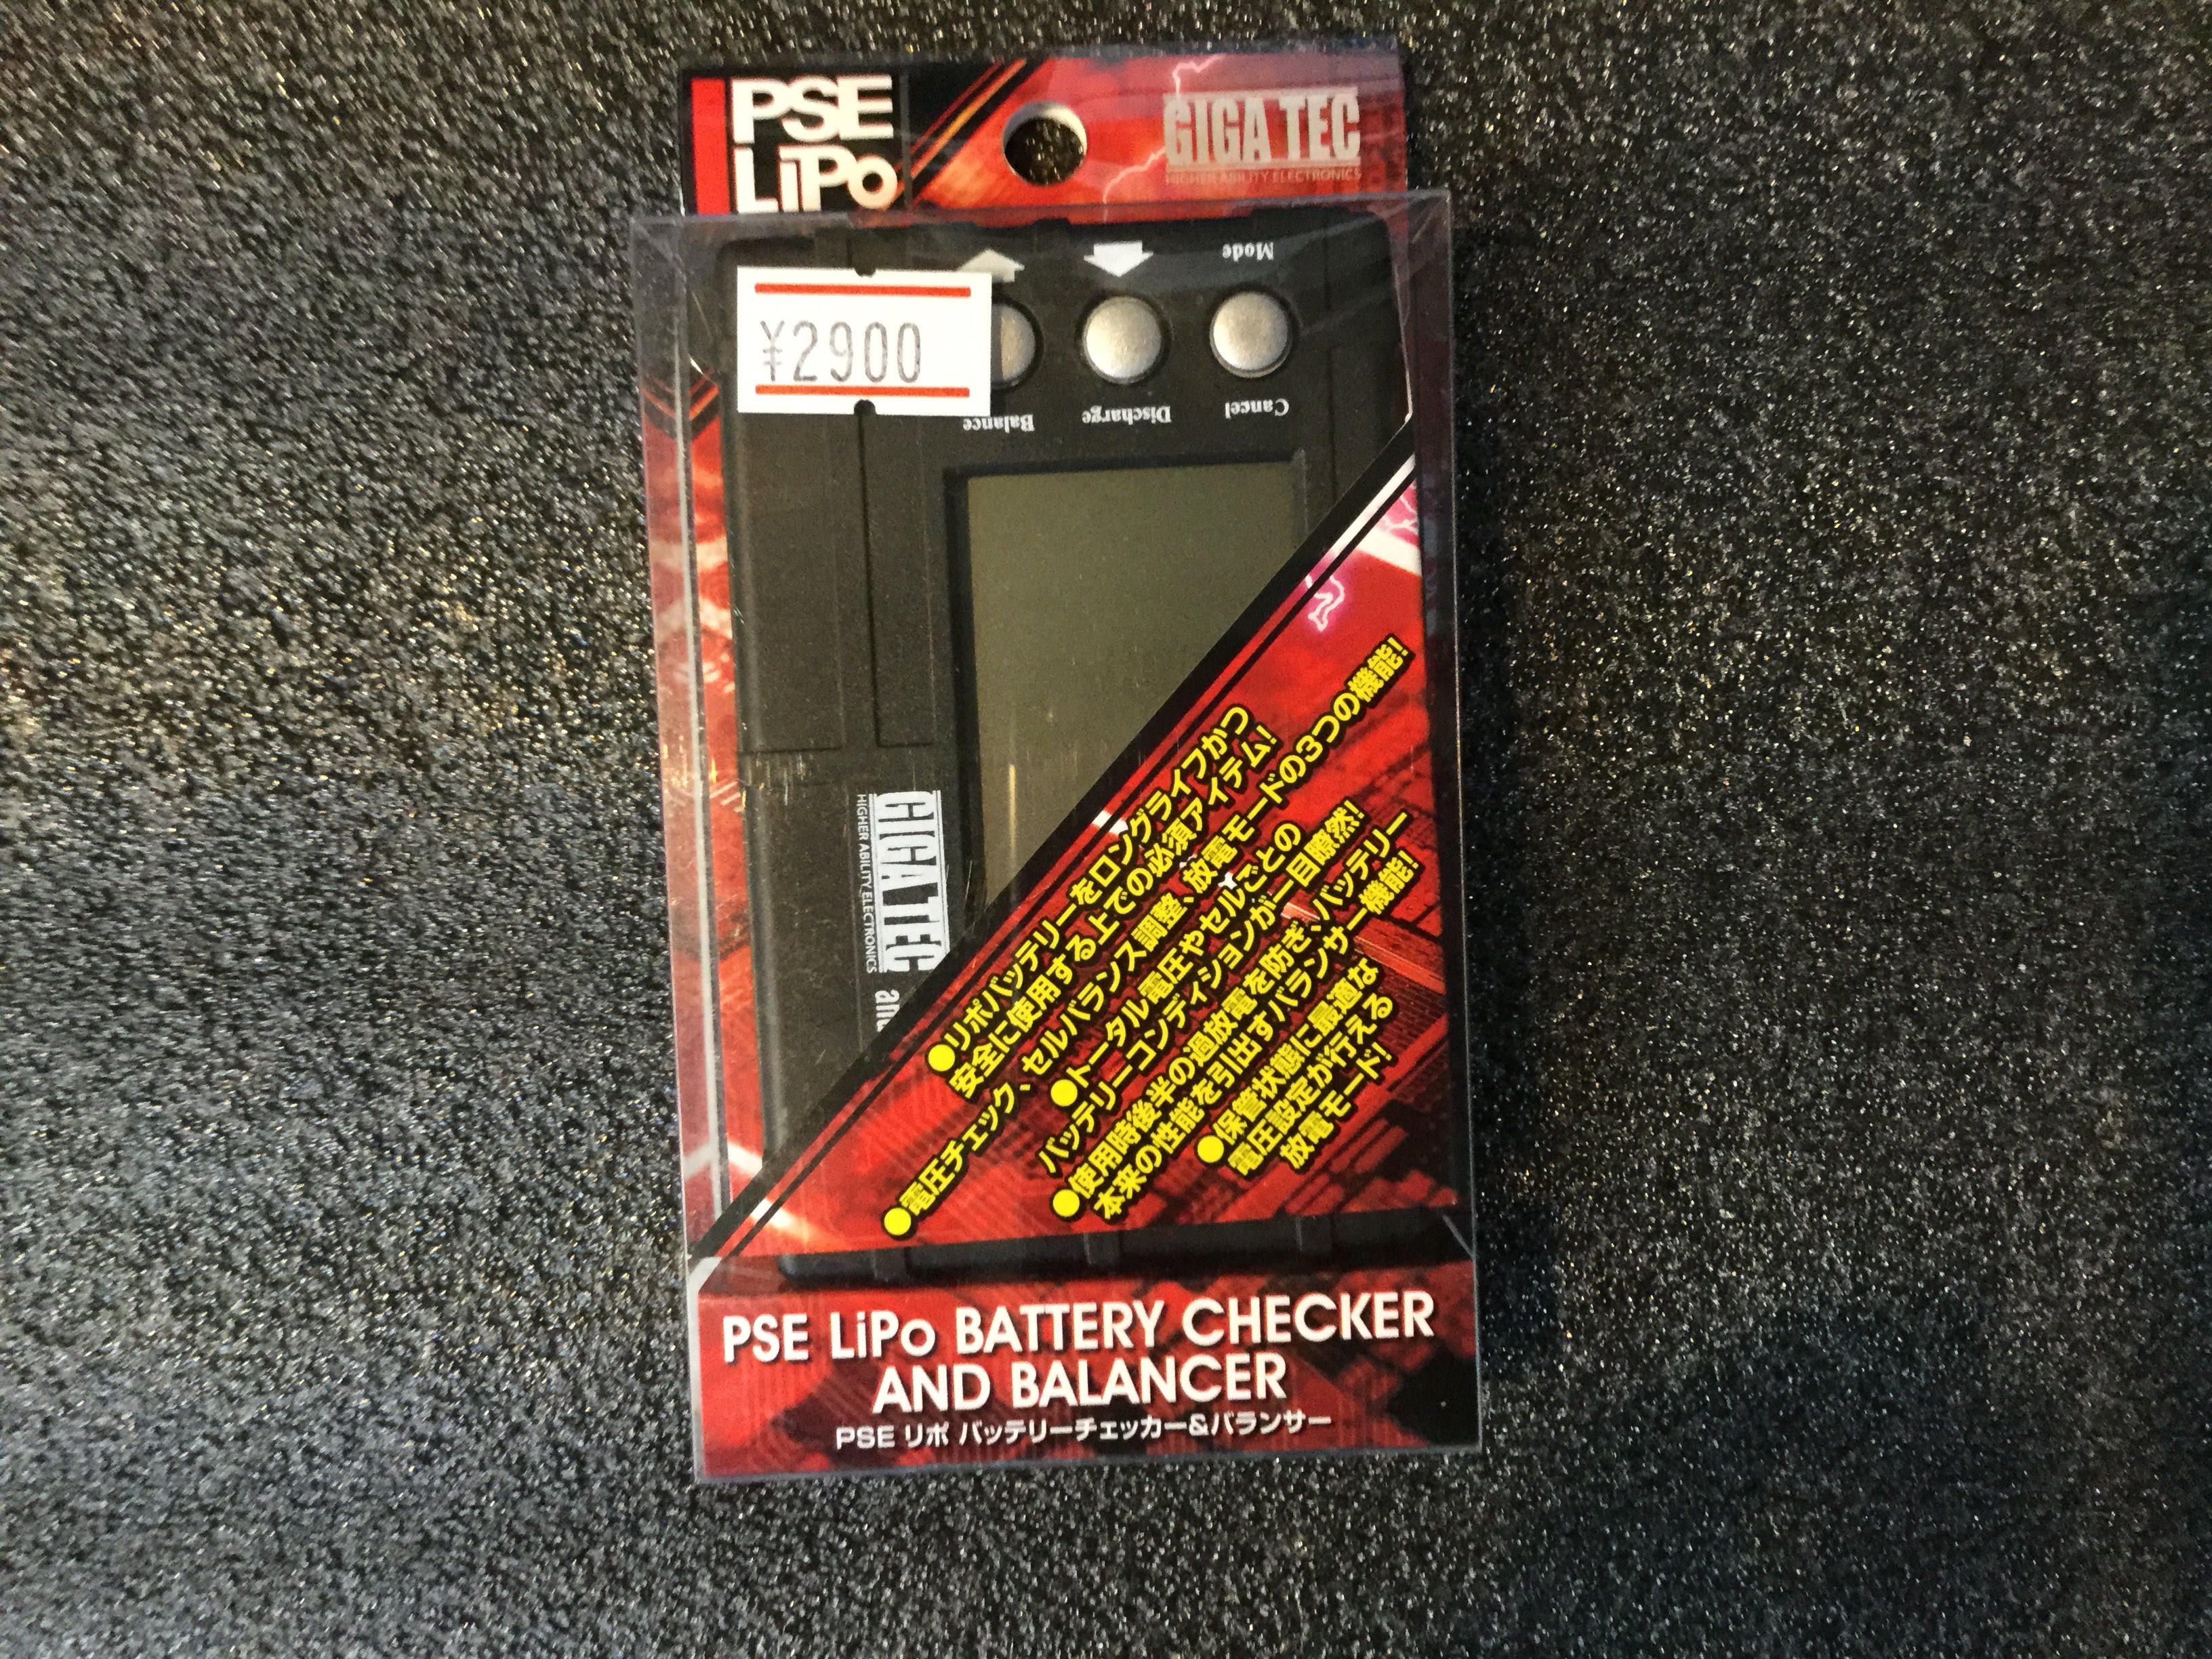 PSE
LiPo
GIGA TEC
HIGHER ABILITY ELECTRONICS
Mode
¥2900
Balance
Discharge
Cancel
GIGA TEC
HIGHER ABILITY ELECTRONICS
●リポバッテリーをロングライフかつ
安全に使用する上での必須アイテム!
●電圧チェック、セルバランス調整、放電モードの3つの機能!
●トータル電圧やセルごとの
バッテリーコンディションが一目瞭然!
●使用時後半の過放電を防ぎ、バッテリー
本来の性能を引出すバランサー機能!
●保管状態に最適な
電圧設定が行える
放電モード!
PSE LiPo BATTERY CHECKER
AND BALANCER
PSE リポ バッテリーチェッカー&バランサー